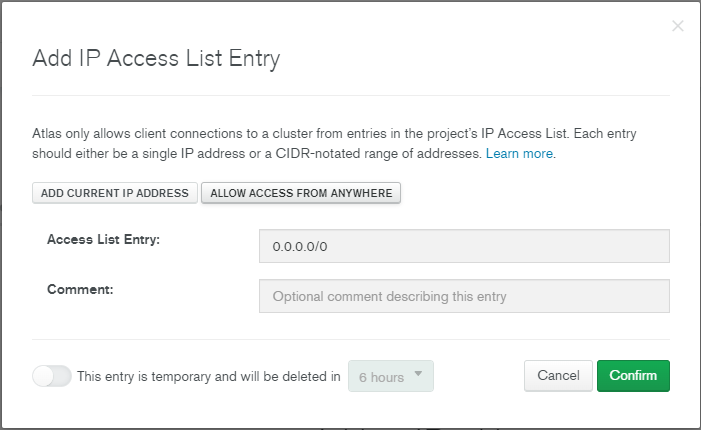 Add IP Access List Entry
Atlas only allows client connections to a cluster from entries in the project's IP Access List. Each entry
should either be a single IP address or a CIDR-notated range of addresses. Learn more.
ADD CURRENT IP ADDRESS ALLOW ACCESS FROM ANYWHERE
Access List Entry: 0.0.0.0/0
Comment: Optional comment describing this entry
This entry is temporary and will be deleted in 6 hours Cancel Confirm